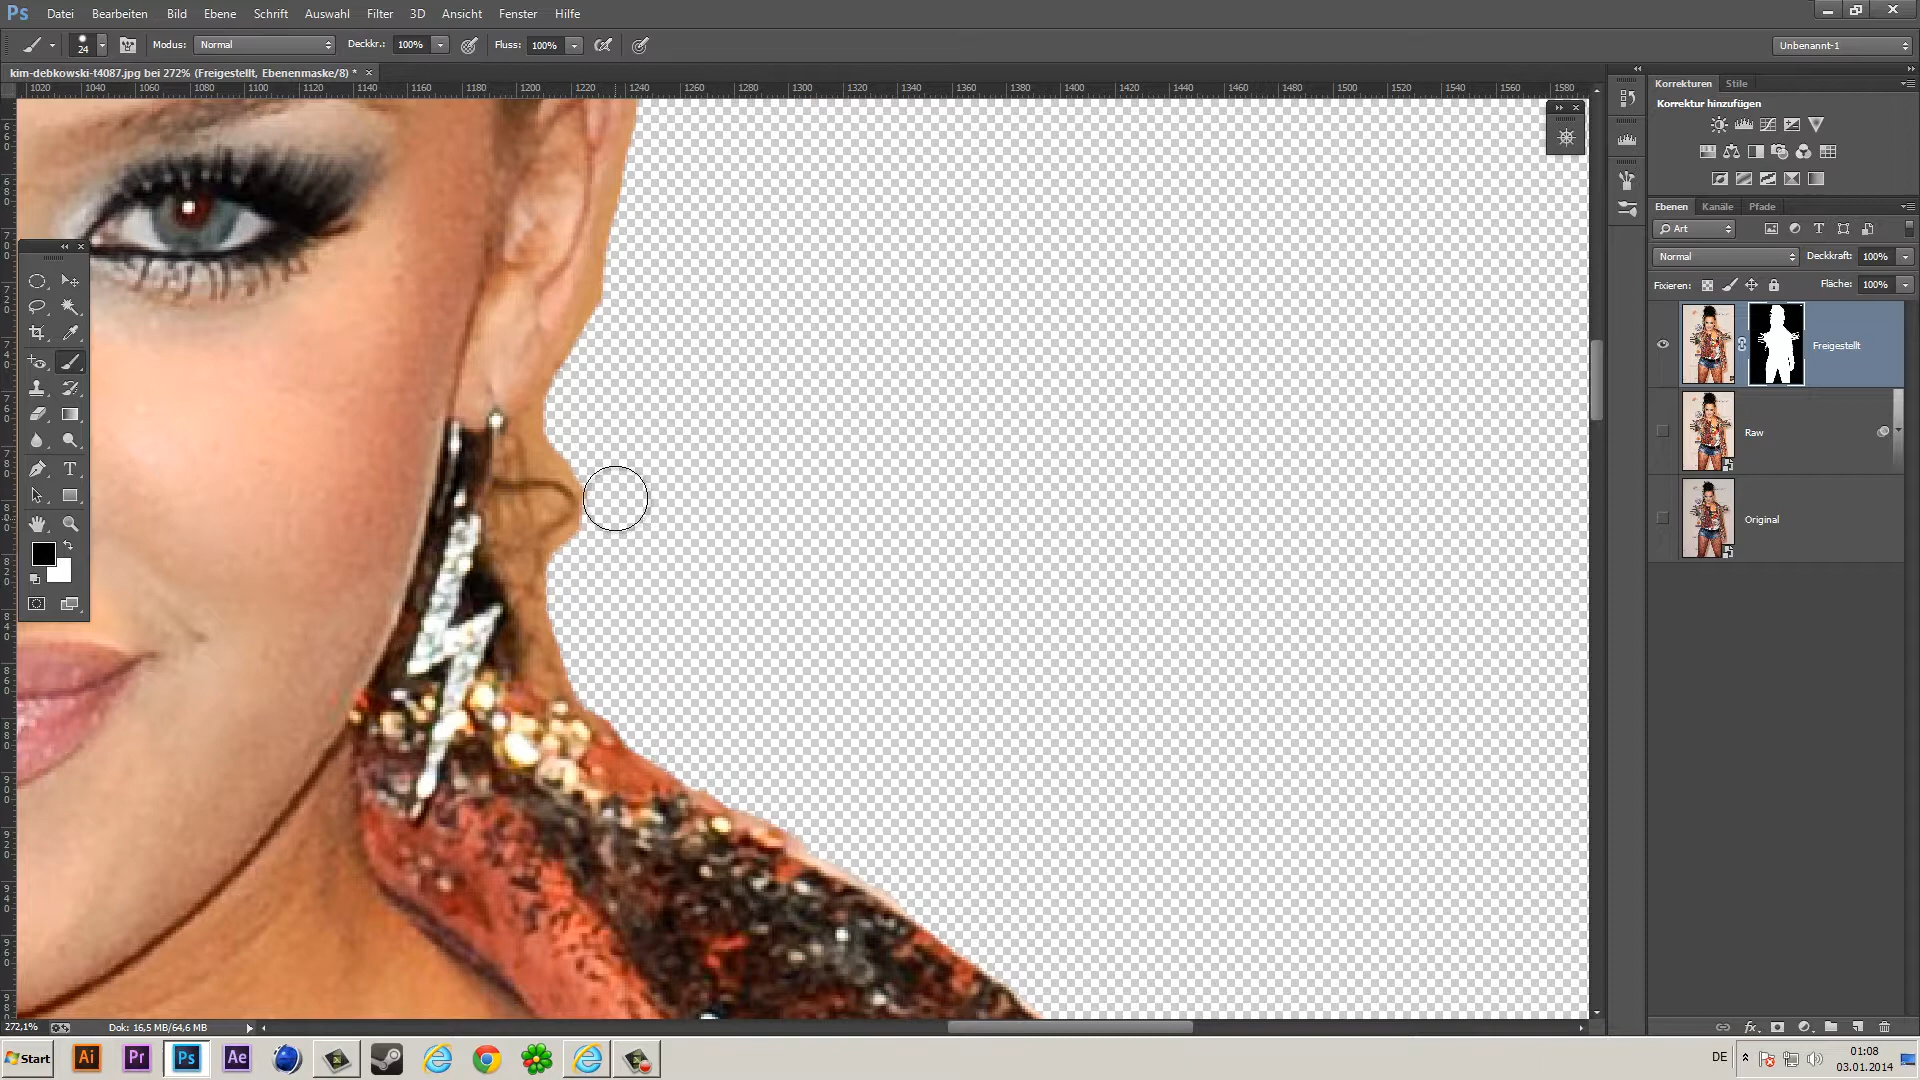 Ps Datei Bearbeiten Bild Ebene Schrift Auswahl Filter 3D Ansicht Fenster Hilfe
24 Modus: Normal Deckkr.: 100% Fluss: 100% Unbenannt-1
kim-debkowski-t4087.jpg bei 272% (Freigestellt, Ebenenmaske/8) * ×
1020 1040 1060 1080 1100 1120 1140 1160 1180 1200 1220 1240 1260 1280 1300 1320 1340 1360 1380 1400 1420 1440 1460 1480 1500 1520 1540 1560 1580
Korrekturen Stile
Korrektur hinzufügen
Ebenen Kanäle Pfade
Art
Normal Deckkraft: 100%
Fixieren: Fläche: 100%
Freigestellt
Raw
Original
272,1% Dok: 16,5 MB/64,6 MB
Start Ai Pr Ps Ae DE 01:08
03.01.2014